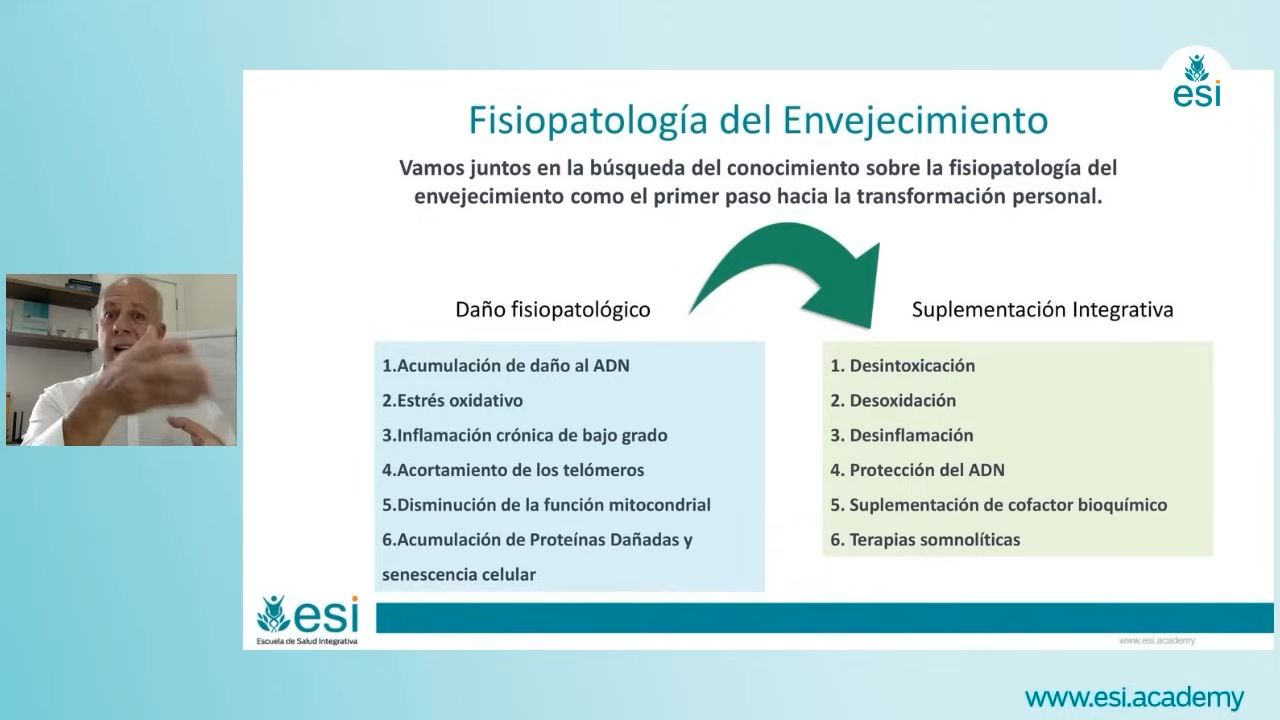 esi
Fisiopatología del Envejecimiento
Vamos juntos en la búsqueda del conocimiento sobre la fisiopatología del
envejecimiento como el primer paso hacia la transformación personal.
Daño fisiopatológico
1.Acumulación de daño al ADN
2.Estrés oxidativo
3.Inflamación crónica de bajo grado
4.Acortamiento de los telómeros
5.Disminución de la función mitocondrial
6.Acumulación de Proteínas Dañadas y
senescencia celular
Suplementación Integrativa
1. Desintoxicación
2. Desoxidación
3. Desinflamación
4. Protección del ADN
5. Suplementación de cofactor bioquímico
6. Terapias somnolíticas
esi
Escuela de Salud Integrativa
www.esi.academy
www.esi.academy